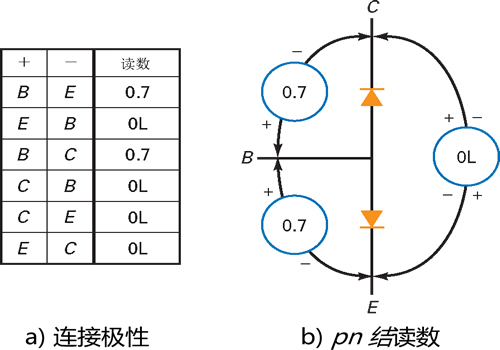 + − 读数
B E 0.7
E B 0L
B C 0.7
C B 0L
C E 0L
E C 0L
a) 连接极性
C
−
0.7
+
+ −
B
0L
+
− +
0.7
−
E
b) pn 结读数